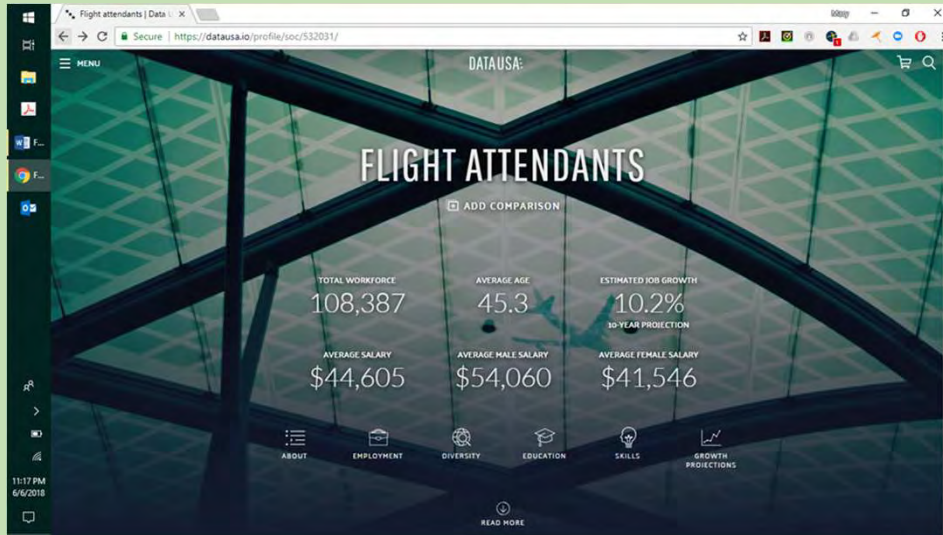 Flight attendants | Data U
Secure | https://datausa.io/profile/soc/532031/
MENU
DATAUSA:
FLIGHT ATTENDANTS
ADD COMPARISON
TOTAL WORKFORCE
108,387
AVERAGE AGE
45.3
ESTIMATED JOB GROWTH
10.2%
10-YEAR PROJECTION
AVERAGE SALARY
$44,605
AVERAGE MALE SALARY
$54,060
AVERAGE FEMALE SALARY
$41,546
ABOUT
EMPLOYMENT
DIVERSITY
EDUCATION
SKILLS
GROWTH
PROJECTIONS
READ MORE
F...
F...
11:17 PM
6/6/2018